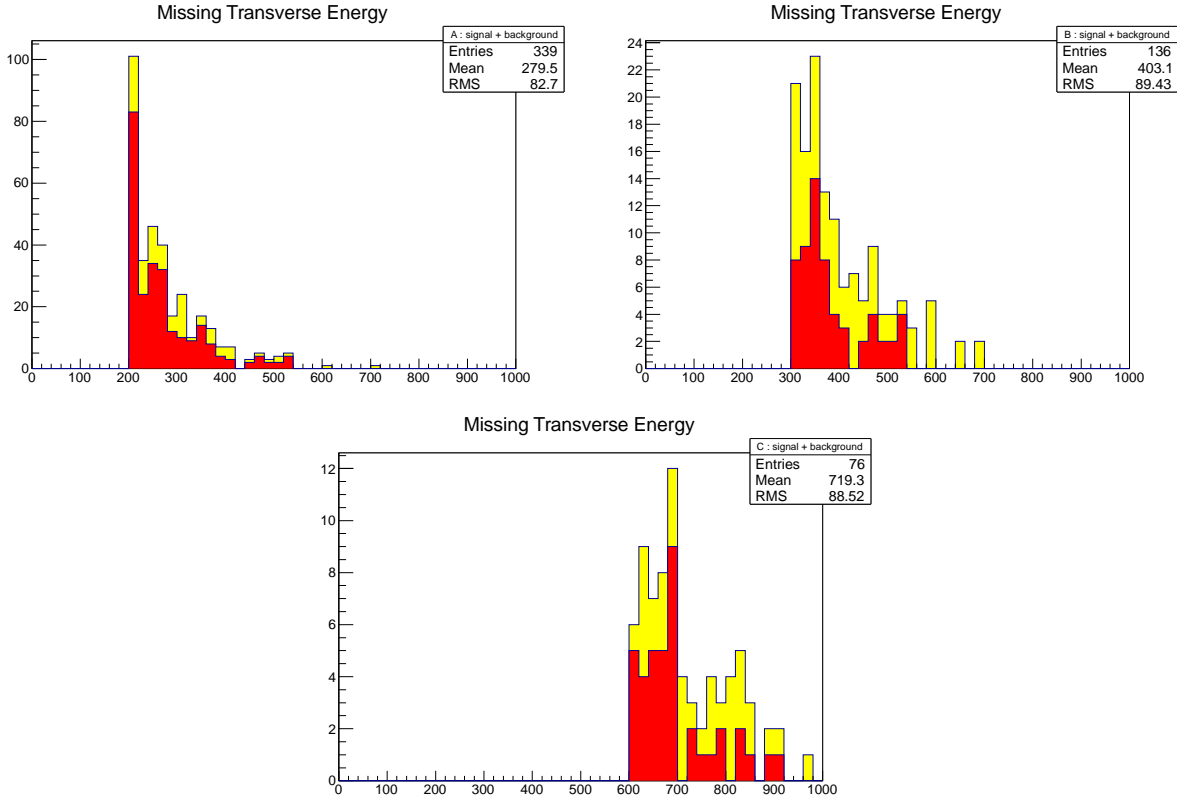 Missing Transverse Energy
A : signal + background
Entries 339
Mean 279.5
RMS 82.7
100
80
60
40
20
0
0 100 200 300 400 500 600 700 800 900 1000
Missing Transverse Energy
B : signal + background
Entries 136
Mean 403.1
RMS 89.43
24
22
20
18
16
14
12
10
8
6
4
2
0
0 100 200 300 400 500 600 700 800 900 1000
Missing Transverse Energy
C : signal + background
Entries 76
Mean 719.3
RMS 88.52
12
10
8
6
4
2
0
0 100 200 300 400 500 600 700 800 900 1000